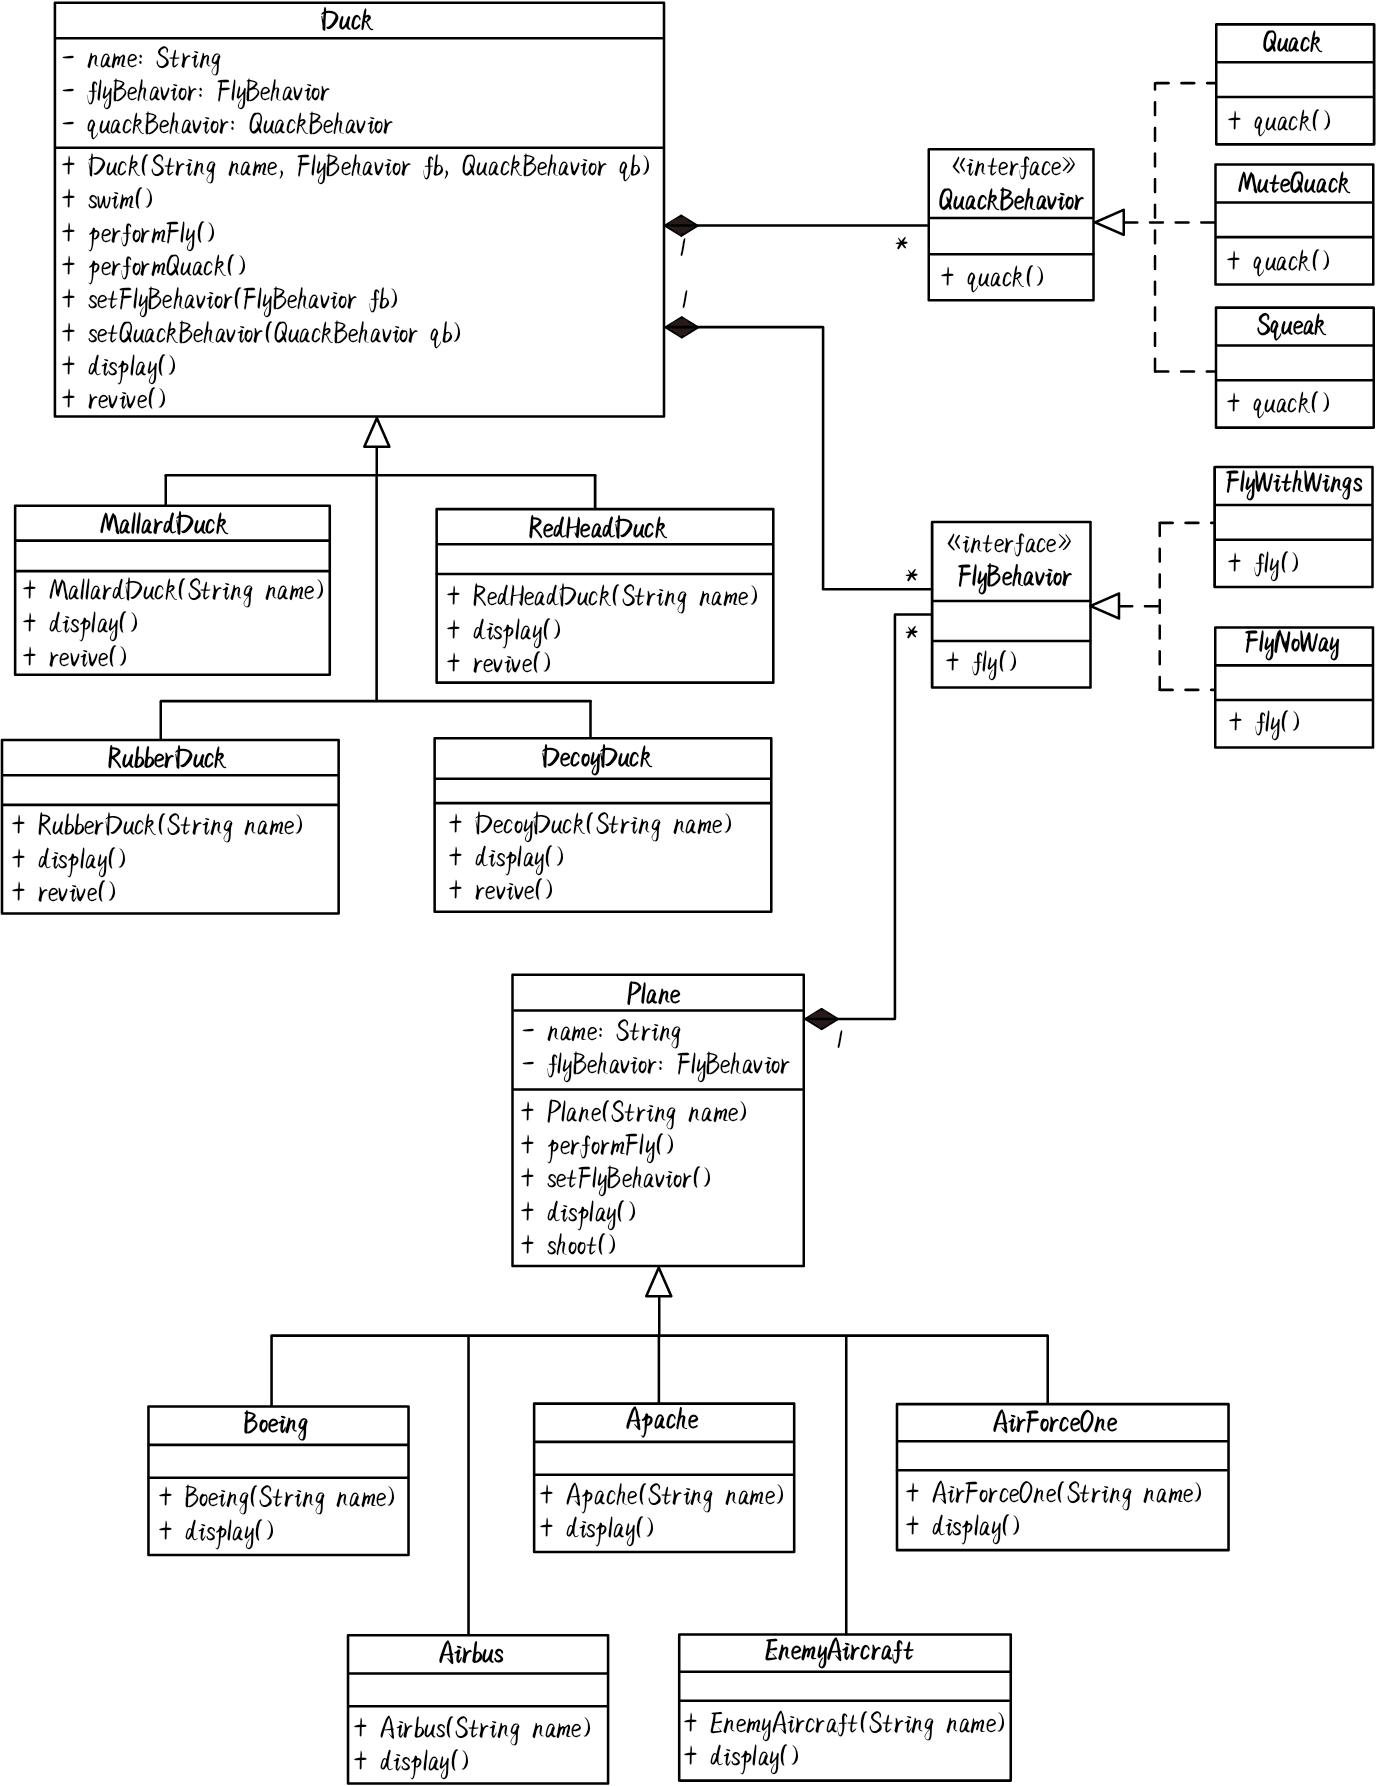 Duck
- name: String
- flyBehavior: FlyBehavior
- quackBehavior: QuackBehavior
+ Duck(String name, FlyBehavior fb, QuackBehavior qb)
+ swim()
+ performFly()
+ performQuack()
+ setFlyBehavior(FlyBehavior fb)
+ setQuackBehavior(QuackBehavior qb)
+ display()
+ revive()
1
*
1
*
«interface»
QuackBehavior
+ quack()
Quack
+ quack()
MuteQuack
+ quack()
Squeak
+ quack()
MallardDuck
+ MallardDuck(String name)
+ display()
+ revive()
RedHeadDuck
+ RedHeadDuck(String name)
+ display()
+ revive()
«interface»
FlyBehavior
+ fly()
*
FlyWithWings
+ fly()
FlyNoWay
+ fly()
RubberDuck
+ RubberDuck(String name)
+ display()
+ revive()
DecoyDuck
+ DecoyDuck(String name)
+ display()
+ revive()
Plane
- name: String
- flyBehavior: FlyBehavior
+ Plane(String name)
+ performFly()
+ setFlyBehavior()
+ display()
+ shoot()
1
Boeing
+ Boeing(String name)
+ display()
Apache
+ Apache(String name)
+ display()
AirForceOne
+ AirForceOne(String name)
+ display()
Airbus
+ Airbus(String name)
+ display()
EnemyAircraft
+ EnemyAircraft(String name)
+ display()